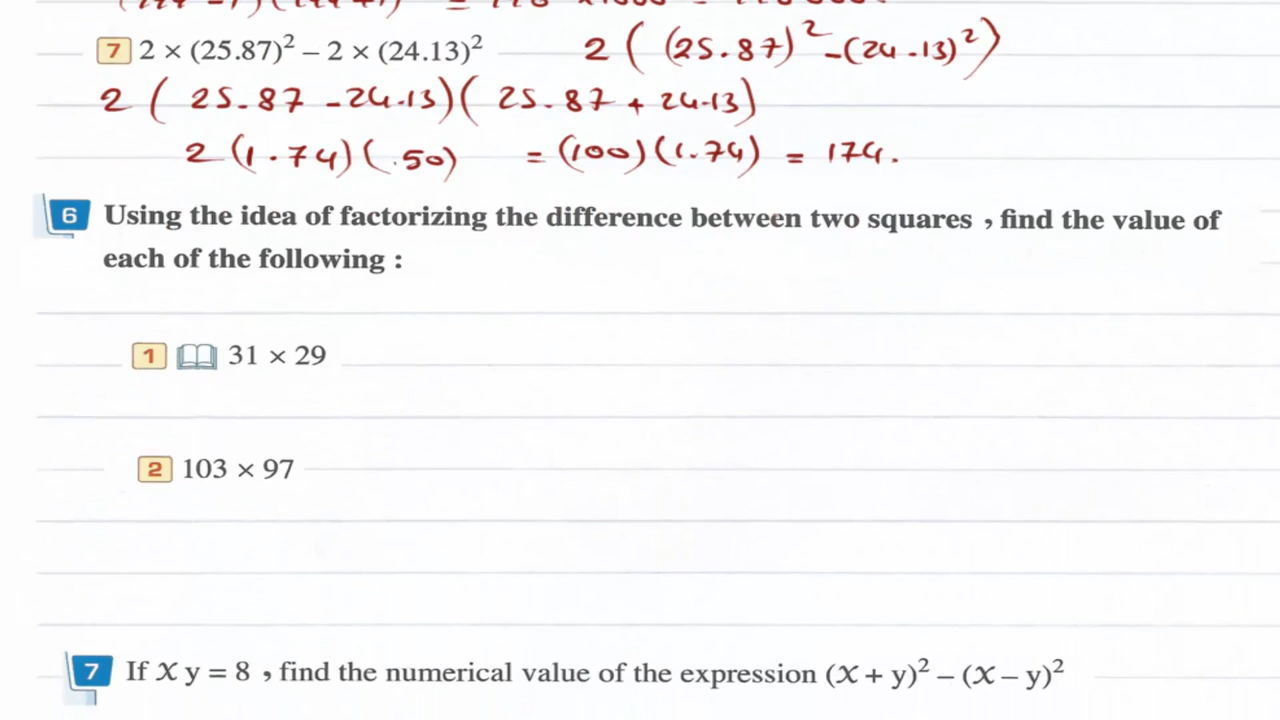 7 2 × (25.87)² – 2 × (24.13)² 2 ( (25.87)² -(24.13)² )
2 ( 25.87 - 24.13)( 25.87 + 24.13)
2 (1.74)(.50) = (100)(1.74) = 174.
6 Using the idea of factorizing the difference between two squares , find the value of
each of the following :
1 31 × 29
2 103 × 97
7 If X y = 8 , find the numerical value of the expression (X + y)² – (X – y)²